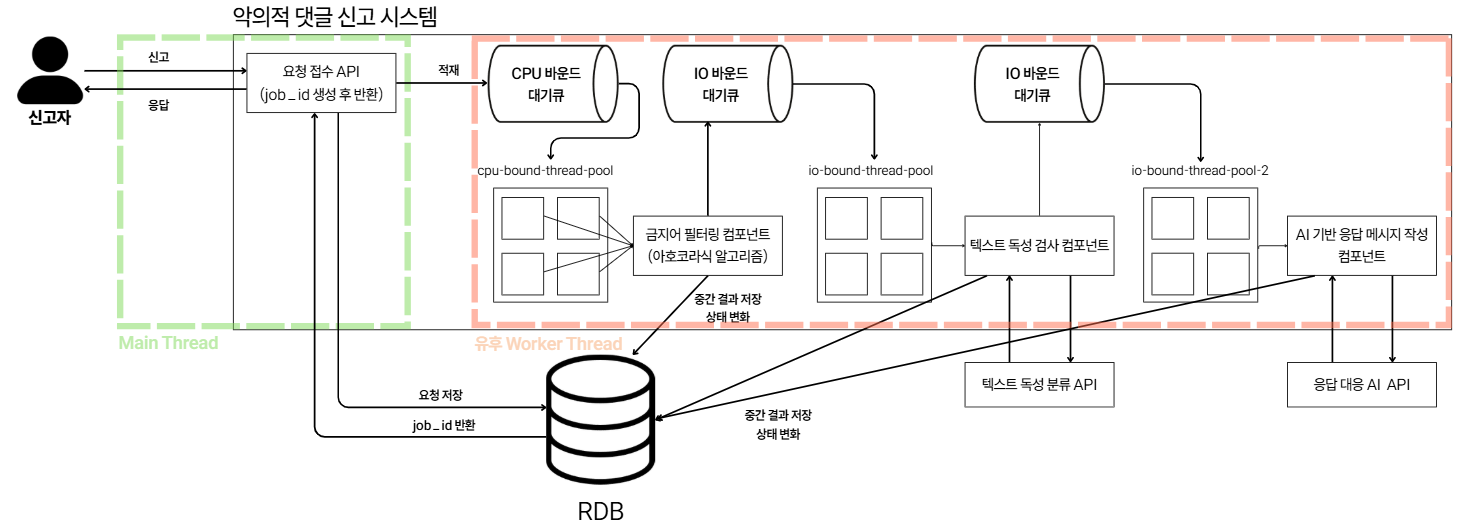 악의적 댓글 신고 시스템
신고
응답
신고자
요청 접수 API
(job_id 생성 후 반환)
적재
CPU 바운드
대기큐
IO 바운드
대기큐
IO 바운드
대기큐
cpu-bound-thread-pool
io-bound-thread-pool
io-bound-thread-pool-2
금지어 필터링 컴포넌트
(아호코라식 알고리즘)
텍스트 독성 검사 컴포넌트
AI 기반 응답 메시지 작성
컴포넌트
중간 결과 저장
상태 변화
Main Thread
유휴 Worker Thread
텍스트 독성 분류 API
응답 대응 AI API
요청 저장
job_id 반환
중간 결과 저장
상태 변화
RDB